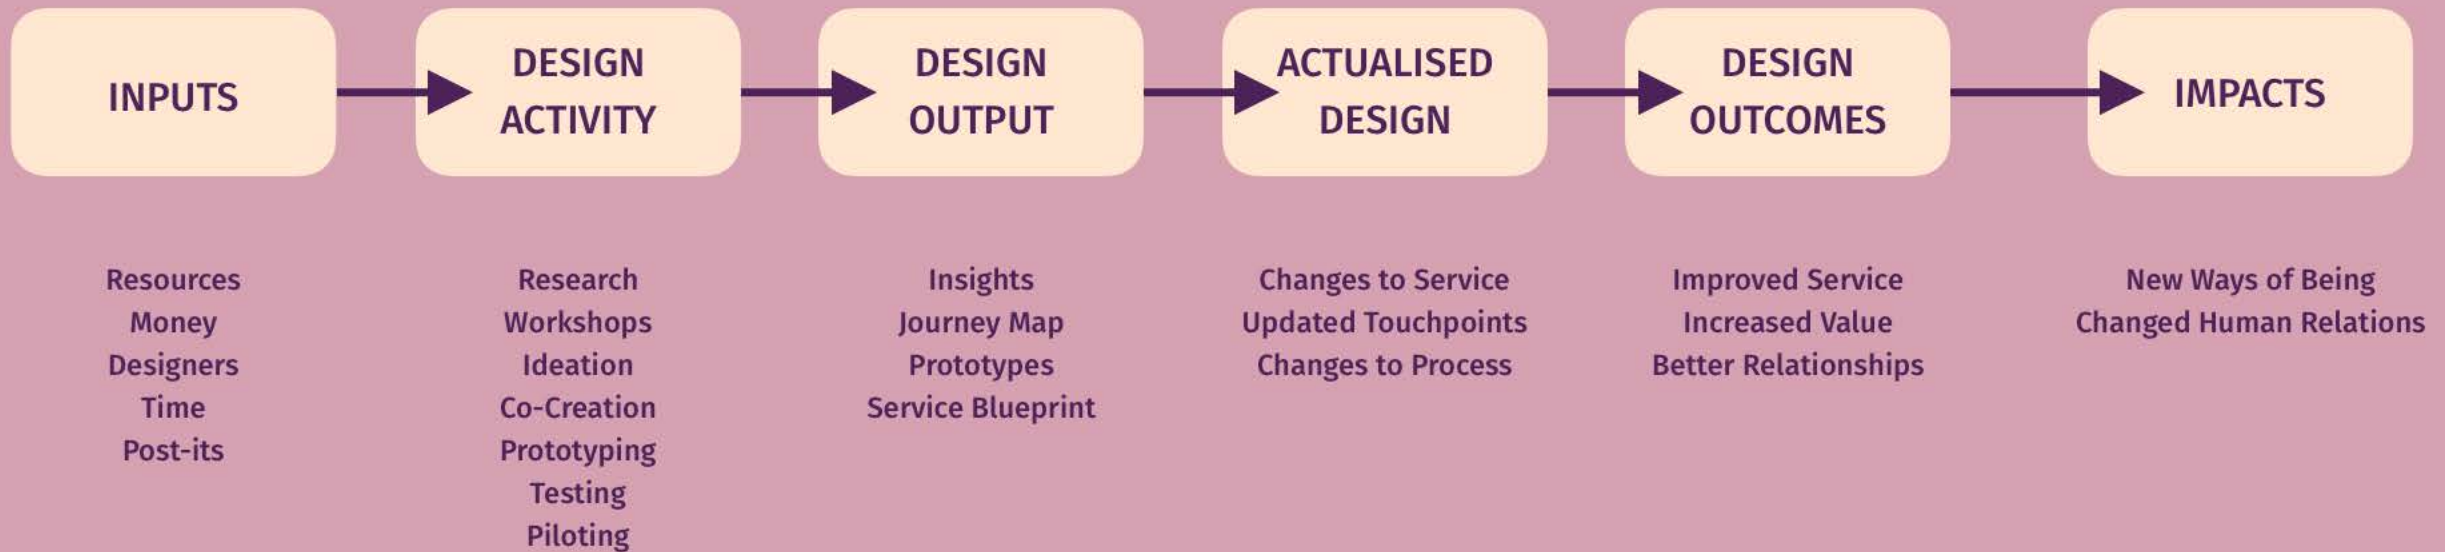 INPUTS
DESIGN
ACTIVITY
DESIGN
OUTPUT
ACTUALISED
DESIGN
DESIGN
OUTCOMES
IMPACTS
Resources
Money
Designers
Time
Post-its
Research
Workshops
Ideation
Co-Creation
Prototyping
Testing
Piloting
Insights
Journey Map
Prototypes
Service Blueprint
Changes to Service
Updated Touchpoints
Changes to Process
Improved Service
Increased Value
Better Relationships
New Ways of Being
Changed Human Relations